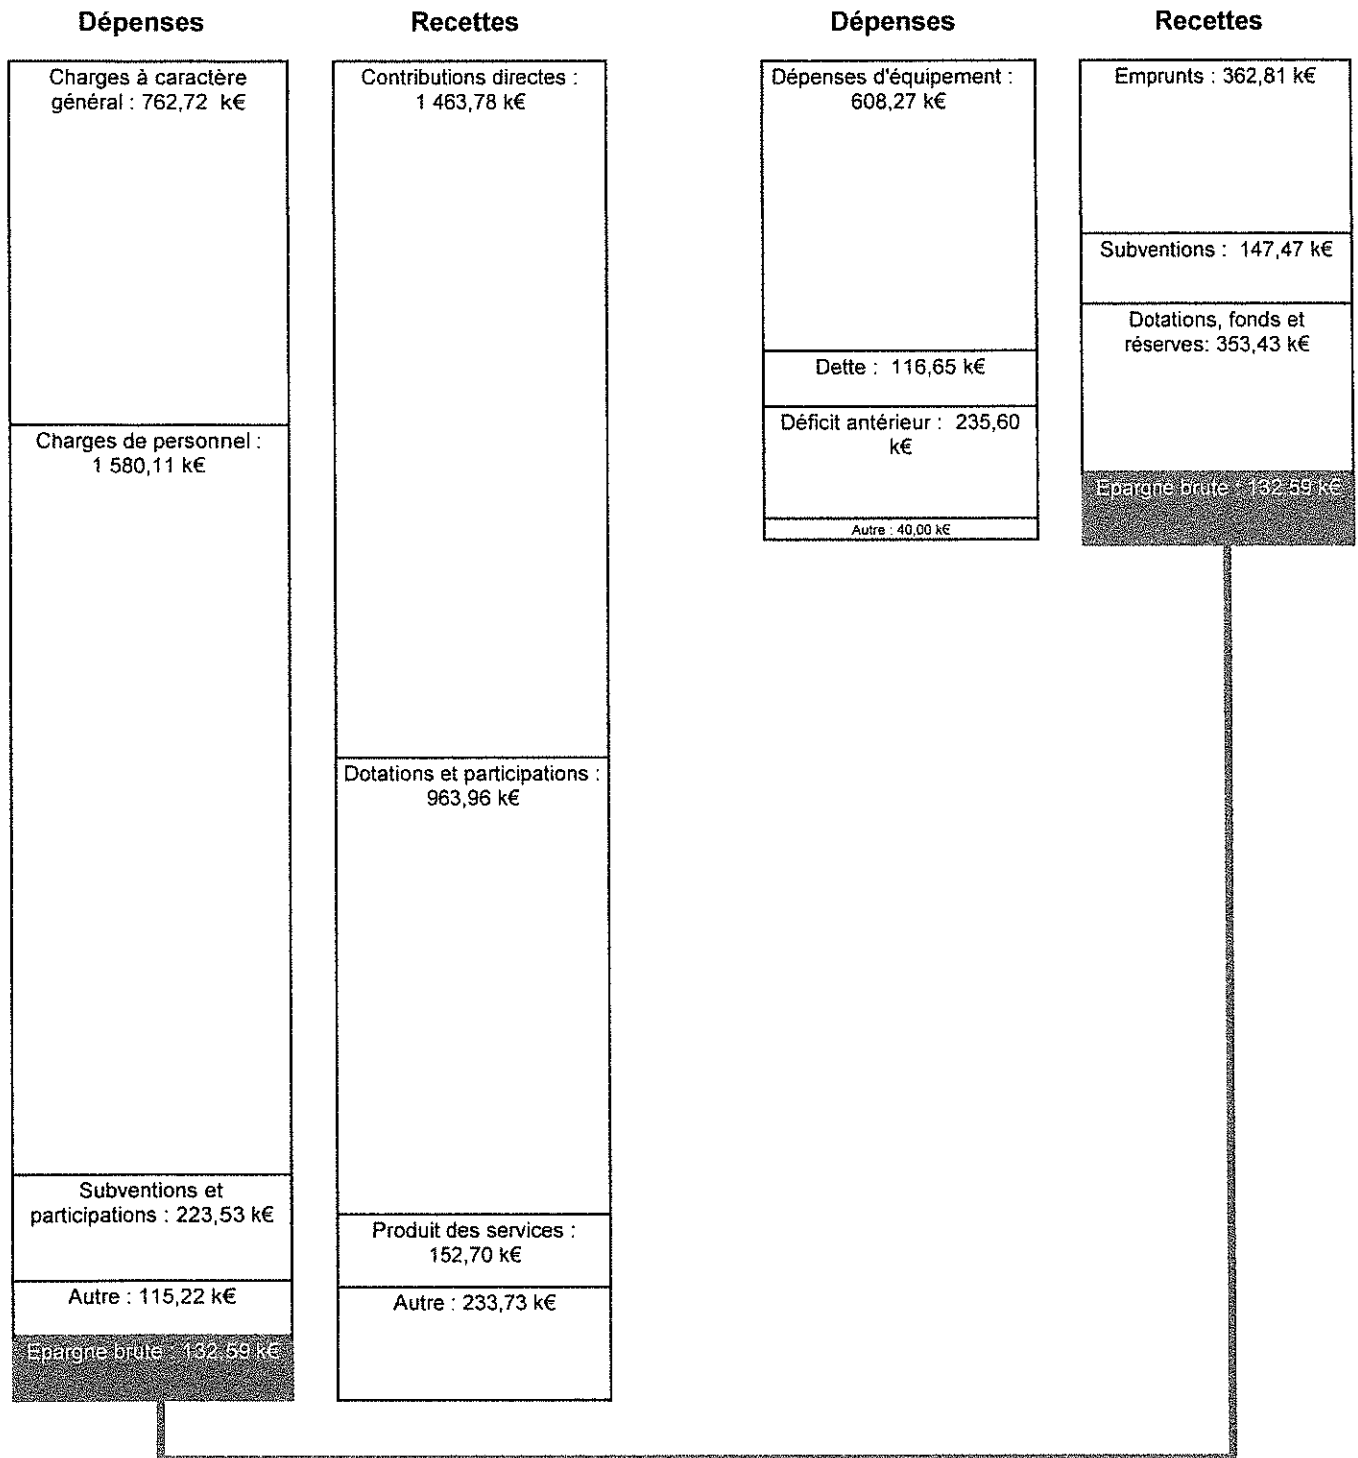 Dépenses
Recettes
Dépenses
Recettes
Charges à caractère
général : 762,72 k€
Charges de personnel :
1 580,11 k€
Subventions et
participations : 223,53 k€
Autre : 115,22 k€
Epargne brute : 132,59 k€
Contributions directes :
1 463,78 k€
Dotations et participations :
963,96 k€
Produit des services :
152,70 k€
Autre : 233,73 k€
Dépenses d'équipement :
608,27 k€
Dette : 116,65 k€
Déficit antérieur : 235,60
k€
Autre : 40,00 k€
Emprunts : 362,81 k€
Subventions : 147,47 k€
Dotations, fonds et
réserves: 353,43 k€
Epargne brute : 132,59 k€